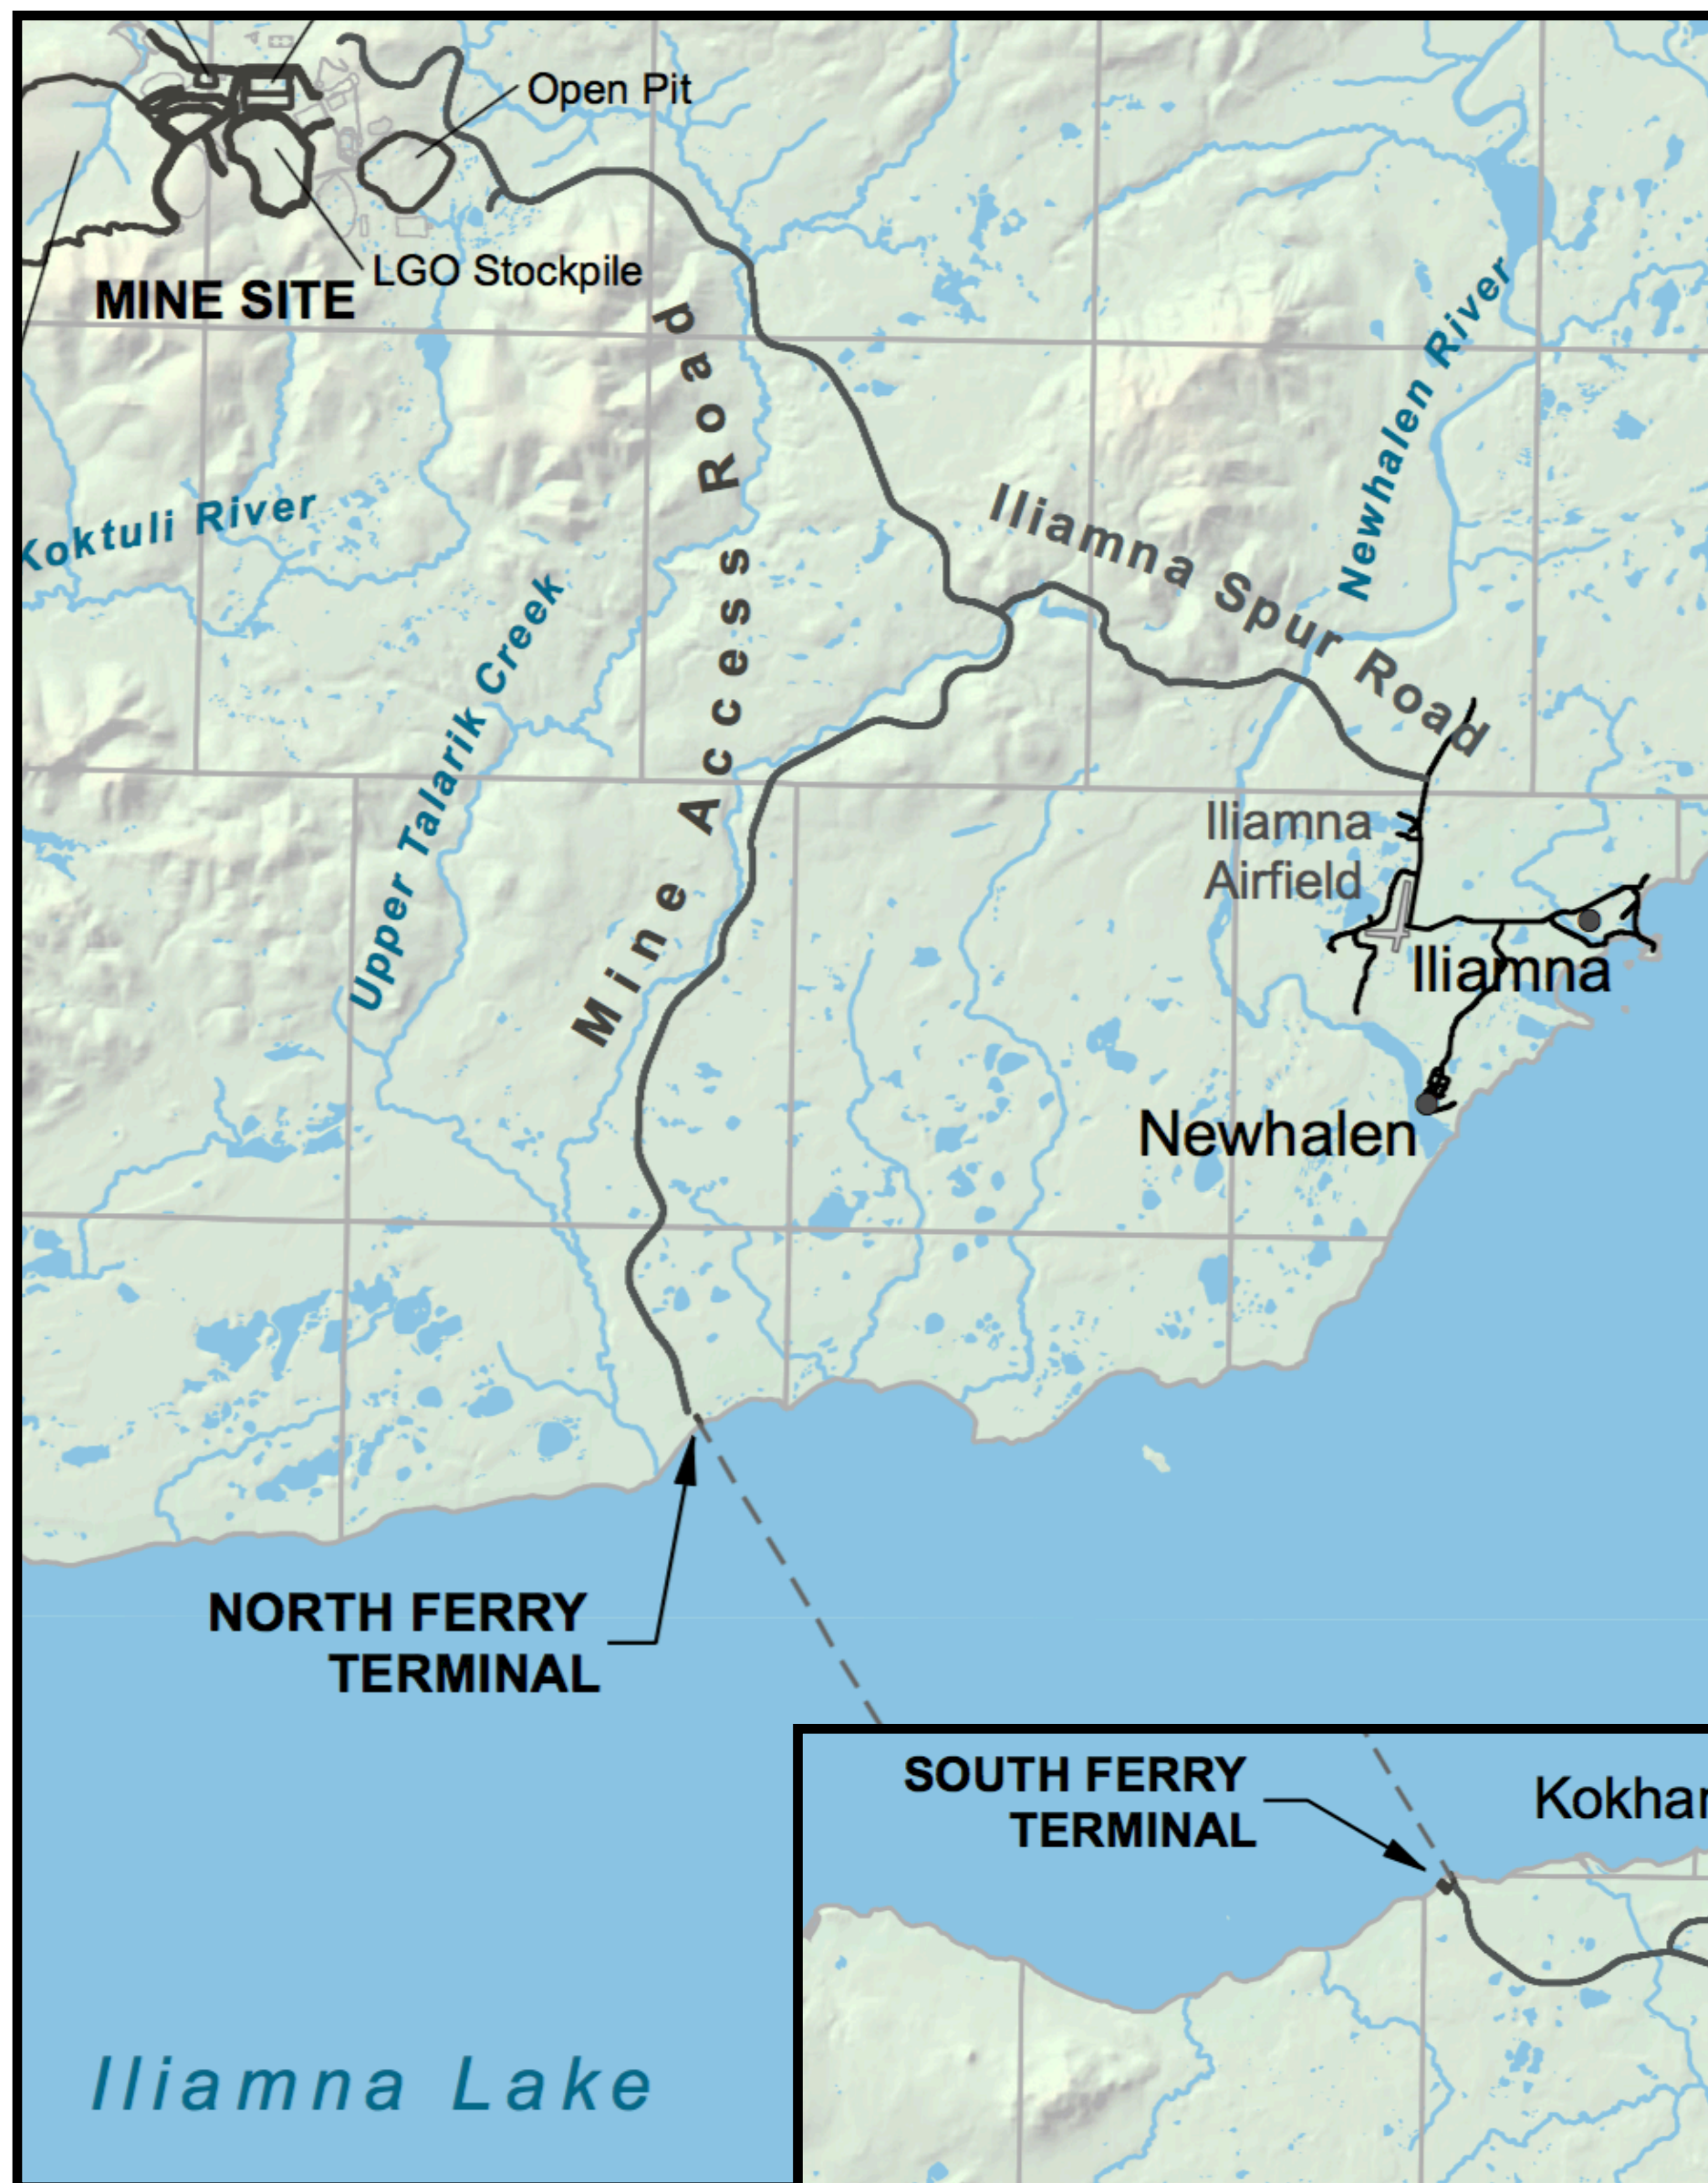 Open Pit
LGO Stockpile
MINE SITE
Mine Access Road
Iliamna Spur Road
Newhalen River
Koktuli River
Upper Talarik Creek
Iliamna
Airfield
Iliamna
Newhalen
NORTH FERRY
TERMINAL
SOUTH FERRY
TERMINAL
Kokhan
Iliamna Lake